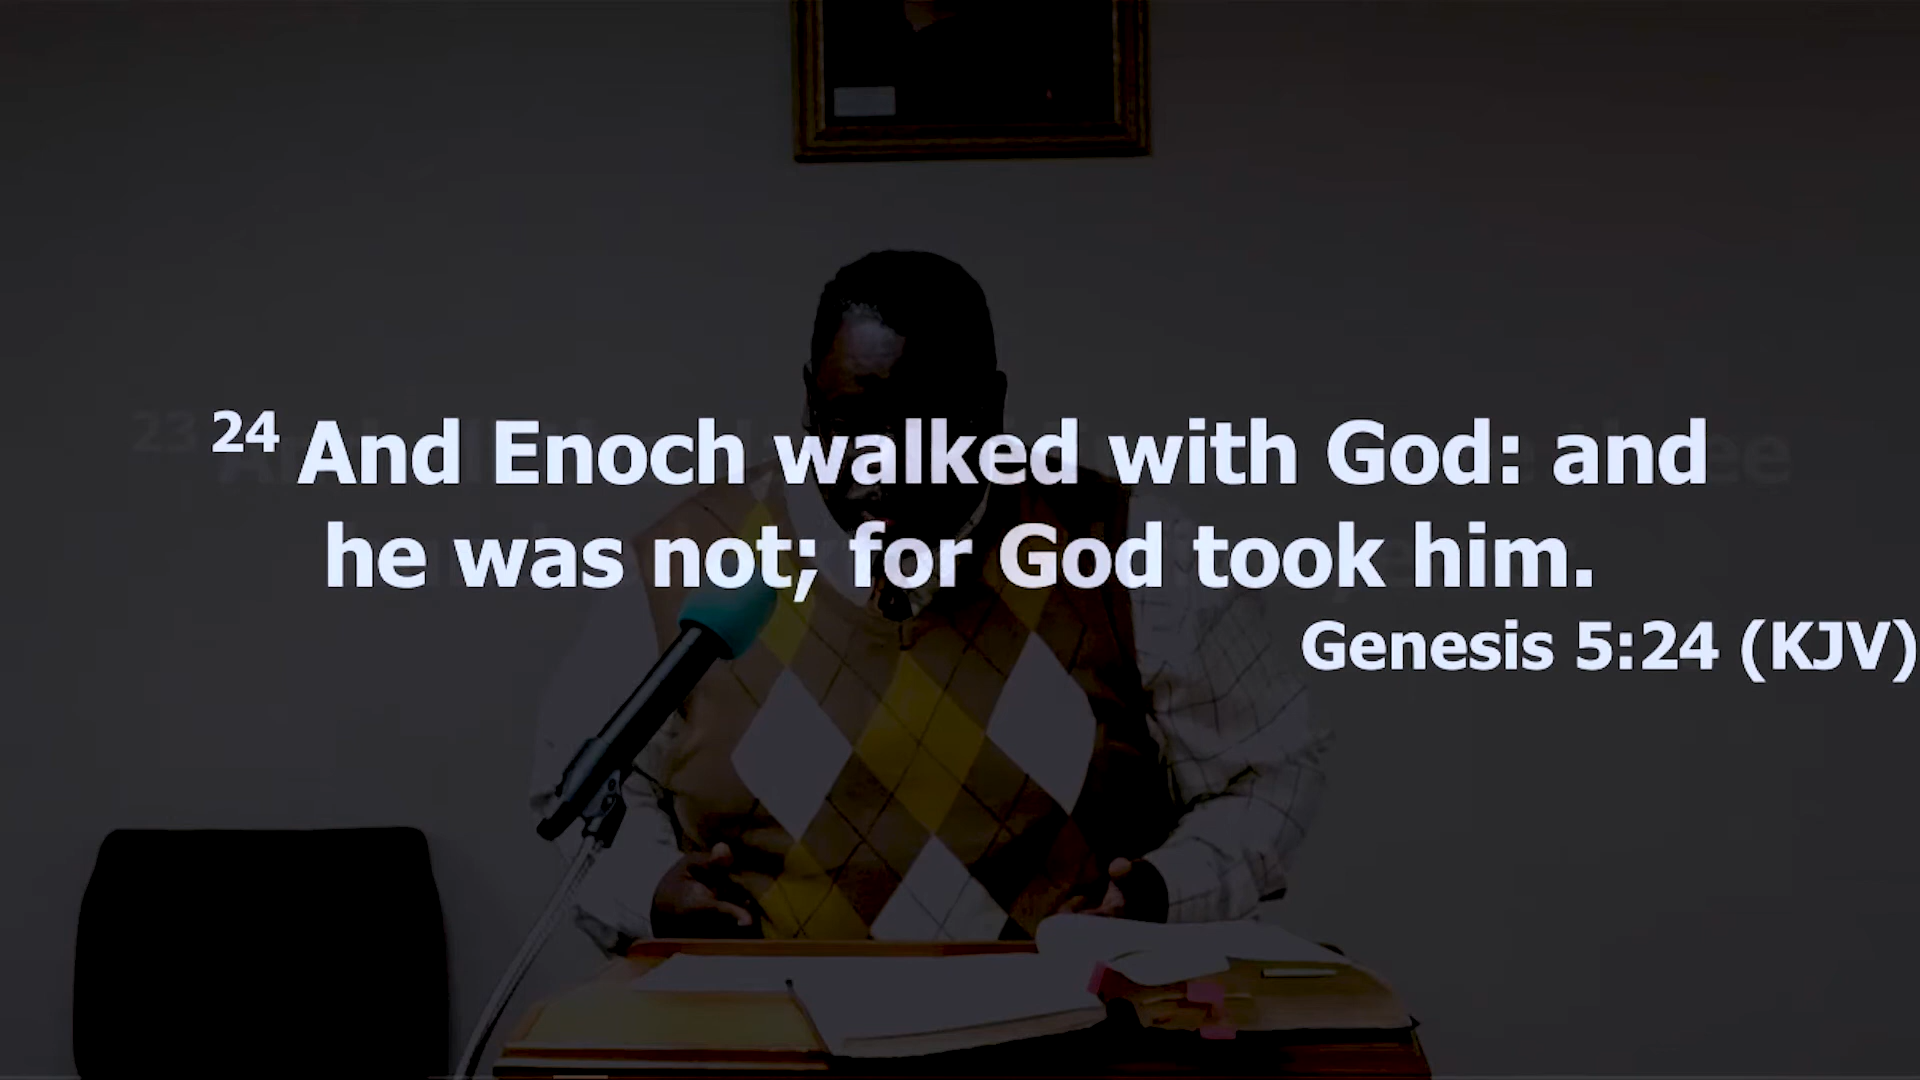 24 And Enoch walked with God: and
he was not; for God took him.
Genesis 5:24 (KJV)